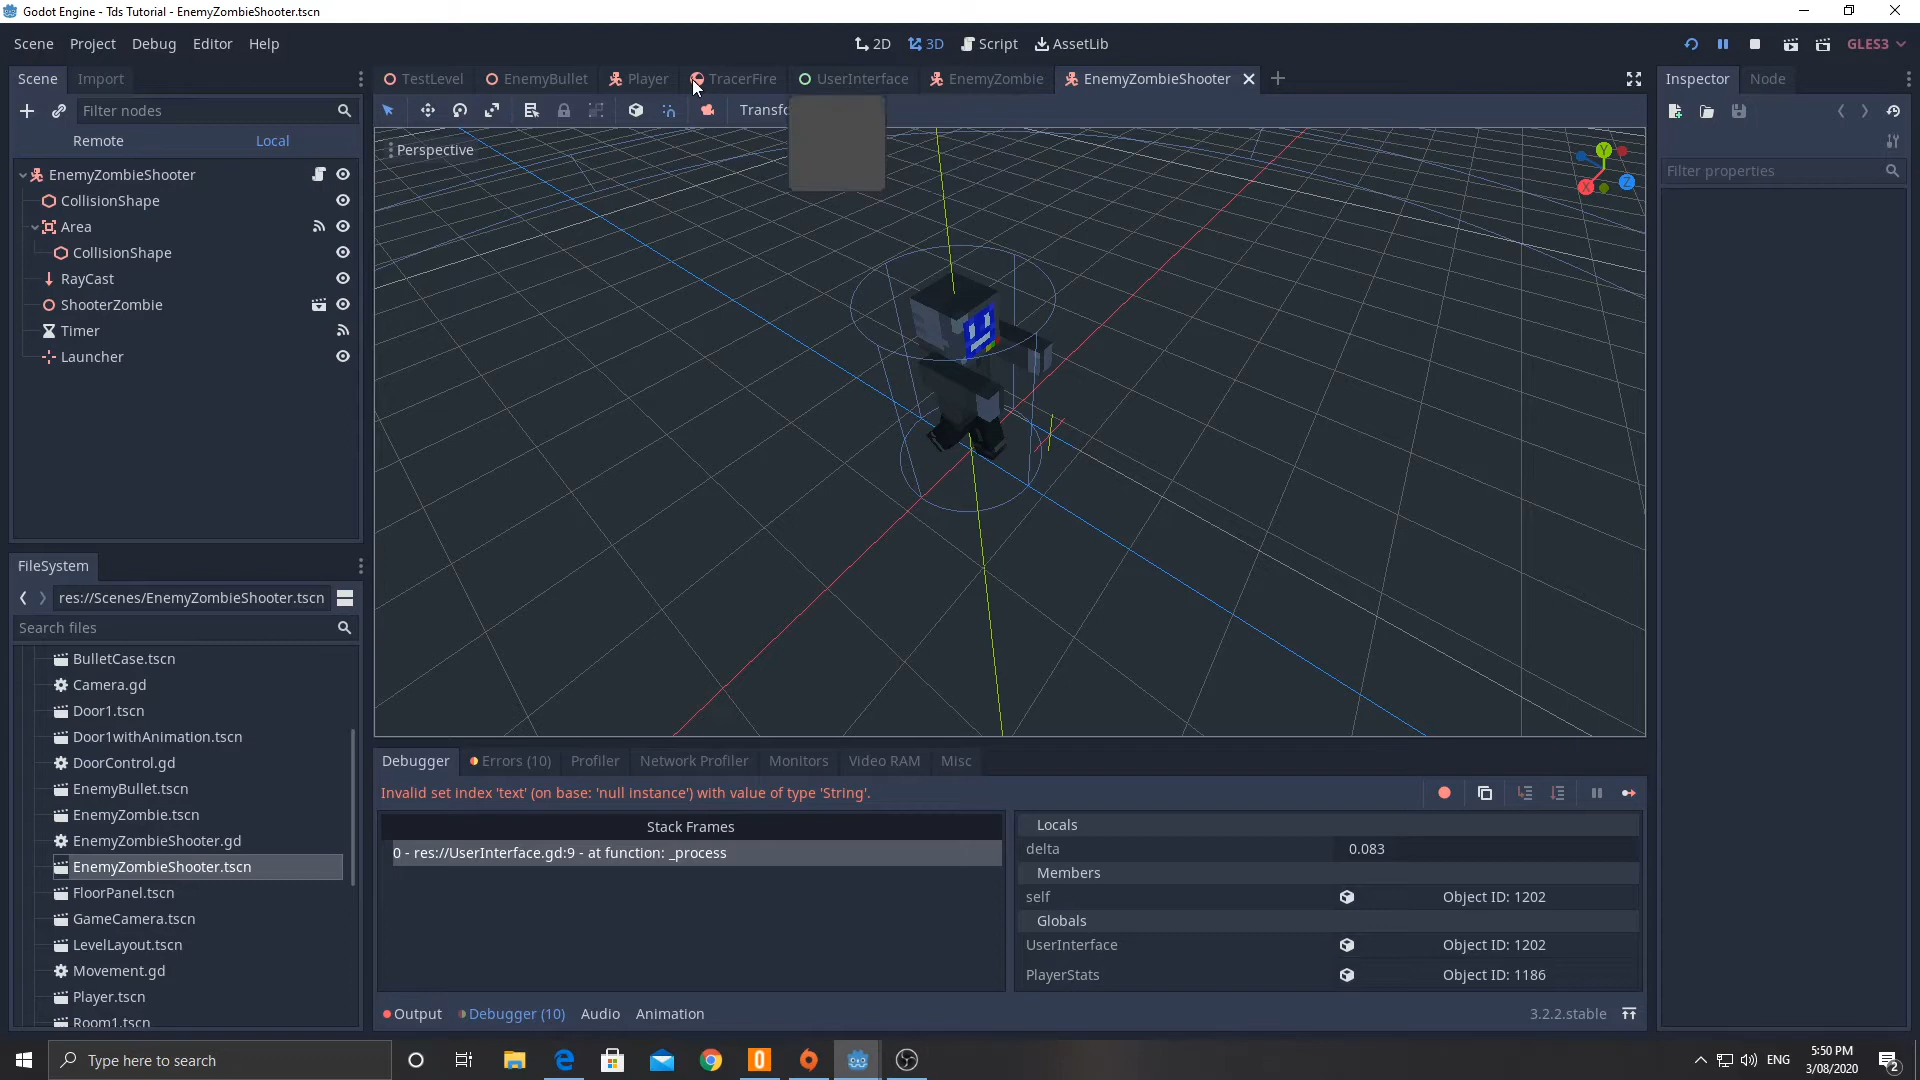 Godot Engine - Tds Tutorial - EnemyZombieShooter.tscn
Scene Project Debug Editor Help
2D 3D Script AssetLib
GLES3
Scene Import
TestLevel EnemyBullet Player TracerFire UserInterface EnemyZombie EnemyZombieShooter
Inspector Node
Filter nodes
Transfo
Remote Local
Perspective
Y
X
Z
Filter properties
EnemyZombieShooter
CollisionShape
Area
CollisionShape
RayCast
ShooterZombie
Timer
Launcher
FileSystem
res://Scenes/EnemyZombieShooter.tscn
Search files
BulletCase.tscn
Camera.gd
Door1.tscn
Door1withAnimation.tscn
DoorControl.gd
EnemyBullet.tscn
EnemyZombie.tscn
EnemyZombieShooter.gd
EnemyZombieShooter.tscn
FloorPanel.tscn
GameCamera.tscn
LevelLayout.tscn
Movement.gd
Player.tscn
Room1.tscn
Debugger Errors (10) Profiler Network Profiler Monitors Video RAM Misc
Invalid set index 'text' (on base: 'null instance') with value of type 'String'.
Stack Frames
0 - res://UserInterface.gd:9 - at function: _process
Locals
delta 0.083
Members
self Object ID: 1202
Globals
UserInterface Object ID: 1202
PlayerStats Object ID: 1186
Output Debugger (10) Audio Animation 3.2.2.stable
Type here to search
ENG
5:50 PM
3/08/2020
2